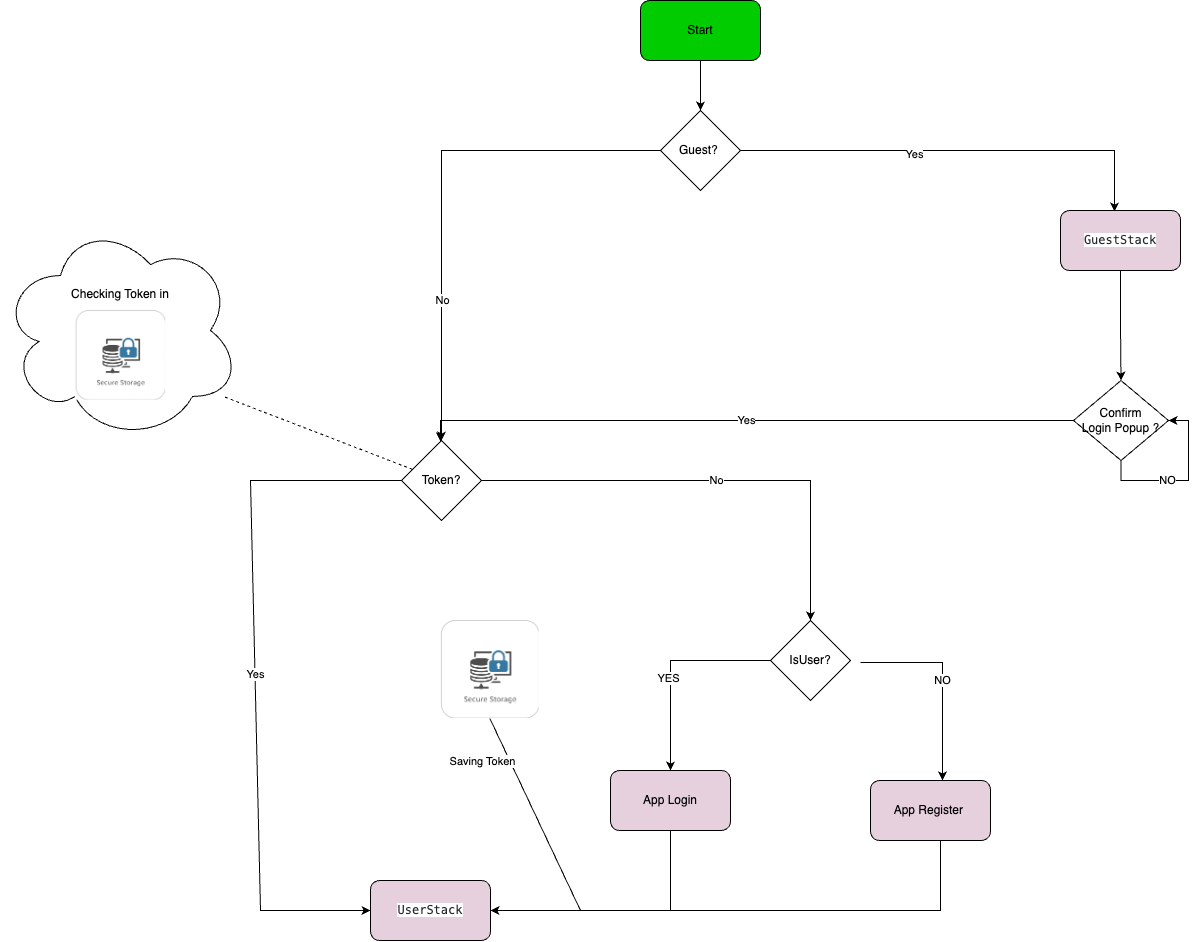 Start
Guest?
Yes
GuestStack
Checking Token in
Secure Storage
No
Confirm
Login Popup ?
Yes
Token?
No
NO
IsUser?
YES
NO
Yes
Secure Storage
Saving Token
App Login
App Register
UserStack